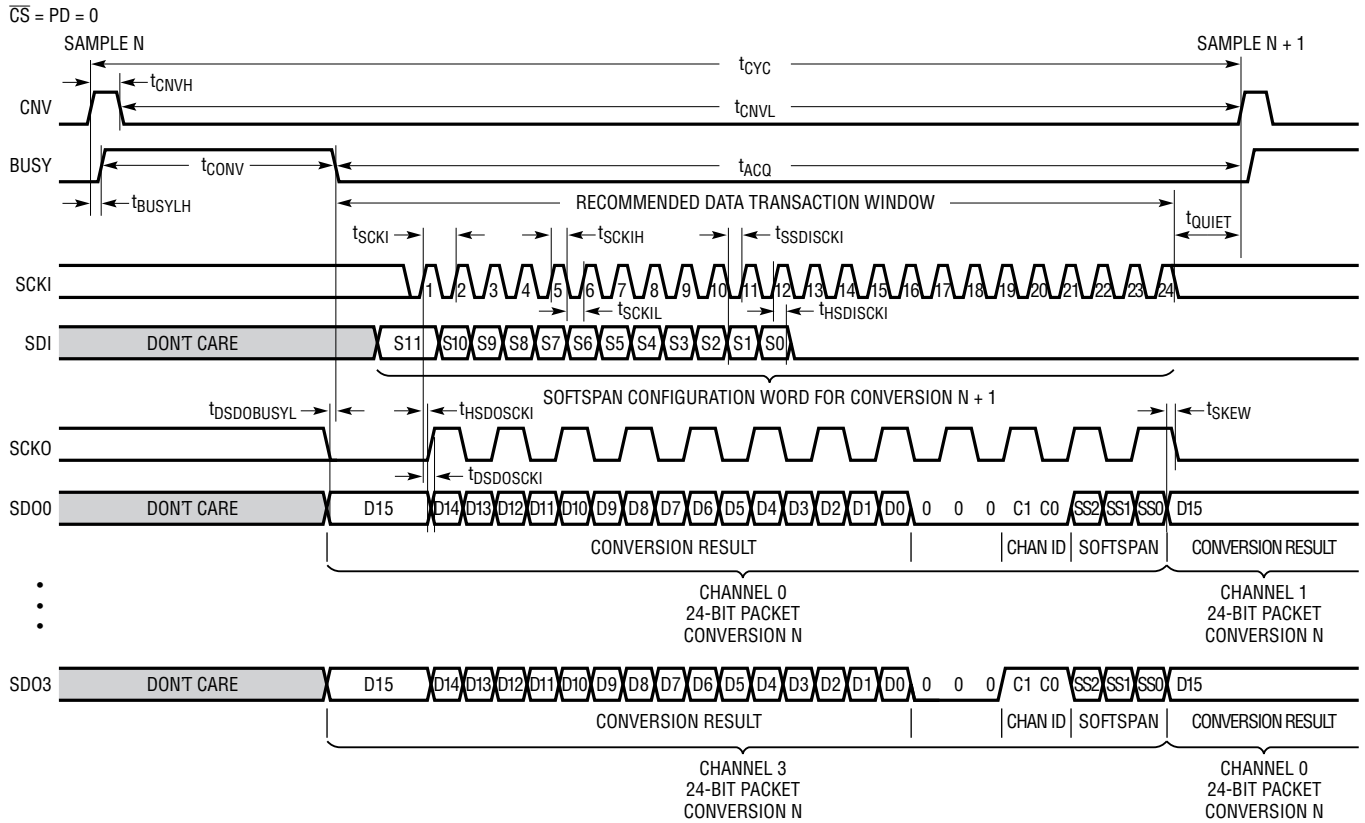 CS = PD = 0
SAMPLE N SAMPLE N + 1
tCYC
tCNVH
CNV tCNVL
BUSY tCONV tACQ
tBUSYLH RECOMMENDED DATA TRANSACTION WINDOW
tSCKI tSCKIH tSSDISCKI tQUIET
SCKI 1 2 3 4 5 6 7 8 9 10 11 12 13 14 15 16 17 18 19 20 21 22 23 24
tSCKIL tHSDISCKI
SDI DON'T CARE S11 S10 S9 S8 S7 S6 S5 S4 S3 S2 S1 S0
SOFTSPAN CONFIGURATION WORD FOR CONVERSION N + 1
tDSDOBUSYL tHSDOSCKI tSKEW
SCKO
tDSDOSCKI
SDO0 DON'T CARE D15 D14 D13 D12 D11 D10 D9 D8 D7 D6 D5 D4 D3 D2 D1 D0 0 0 0 C1 C0 SS2 SS1 SS0 D15
CONVERSION RESULT CHAN ID SOFTSPAN CONVERSION RESULT
CHANNEL 0 CHANNEL 1
24-BIT PACKET 24-BIT PACKET
CONVERSION N CONVERSION N
SDO3 DON'T CARE D15 D14 D13 D12 D11 D10 D9 D8 D7 D6 D5 D4 D3 D2 D1 D0 0 0 0 C1 C0 SS2 SS1 SS0 D15
CONVERSION RESULT CHAN ID SOFTSPAN CONVERSION RESULT
CHANNEL 3 CHANNEL 0
24-BIT PACKET 24-BIT PACKET
CONVERSION N CONVERSION N